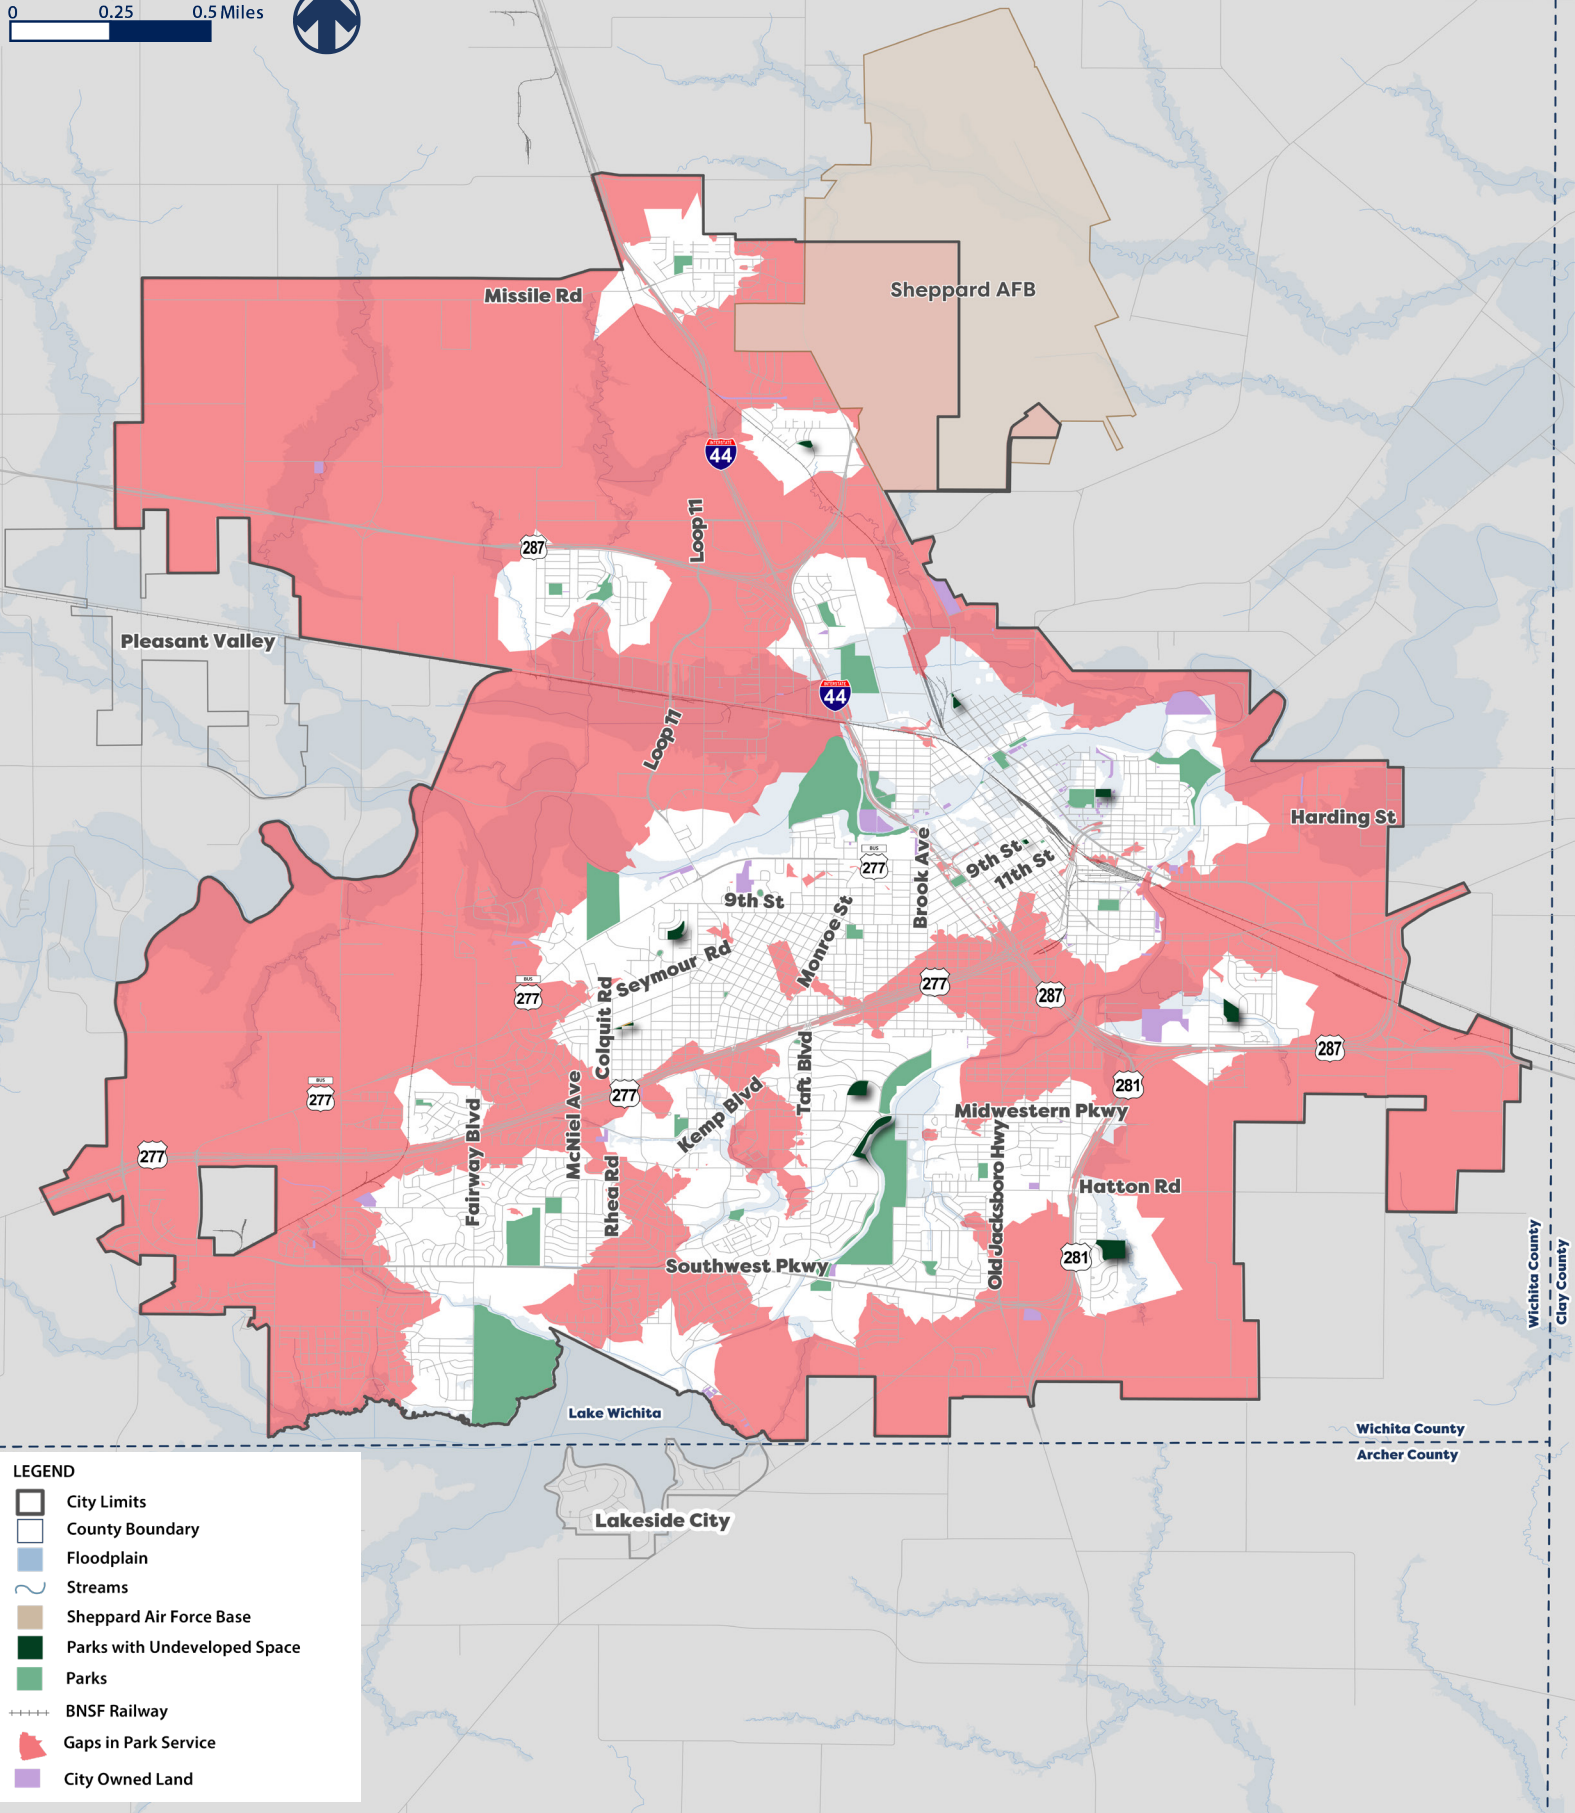 0 0.25 0.5 Miles
Sheppard AFB
Missile Rd
INTERSTATE
44
Loop 11
287
Pleasant Valley
INTERSTATE
44
Loop 11
Harding St
9th St
11th St
BUS
277
Brook Ave
9th St
Monroe St
Seymour Rd
277
BUS
277
287
Colquit Rd
287
277
281
Taft Blvd
BUS
277
Kemp Blvd
Midwestern Pkwy
McNiel Ave
Fairway Blvd
277
Rhea Rd
Old Jacksboro Hwy
Hatton Rd
281
Southwest Pkwy
Wichita County
Clay County
Lake Wichita
Wichita County
Archer County
Lakeside City
LEGEND
City Limits
County Boundary
Floodplain
Streams
Sheppard Air Force Base
Parks with Undeveloped Space
Parks
BNSF Railway
Gaps in Park Service
City Owned Land